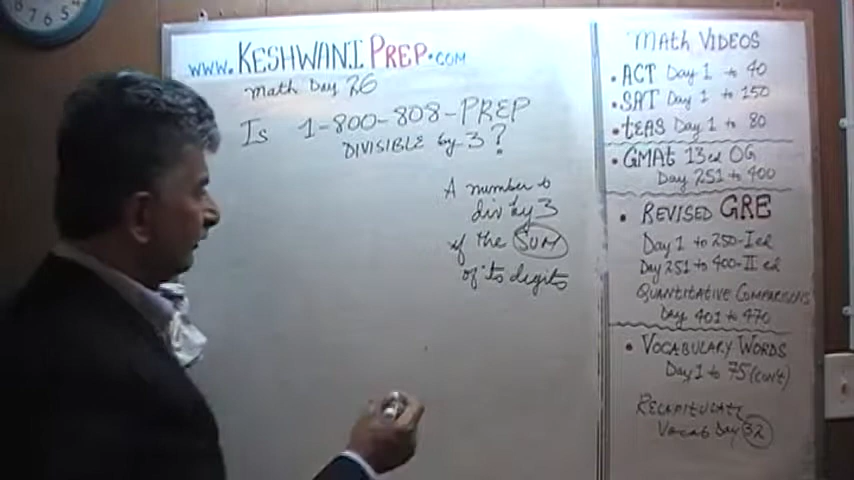 www.KESHWANIPREP.com
Math Day 26
Is 1-800-808-PREP
DIVISIBLE by 3?
A number is
div by 3
if the SUM
of its digits
Math VIDEOS
• ACT Day 1 to 40
• SAT Day 1 to 150
• tEAS Day 1 to 80
• GMAt 13 ed OG
Day 251 to 400
• REVISED GRE
Day 1 to 250-I ed
Day 251 to 400-II ed
QUANTITATIVE COMPARISONS
Day 401 to 470
• VOCABULARY WORDS
Day 1 to 75 (con't)
Vocab Day 32
6 5